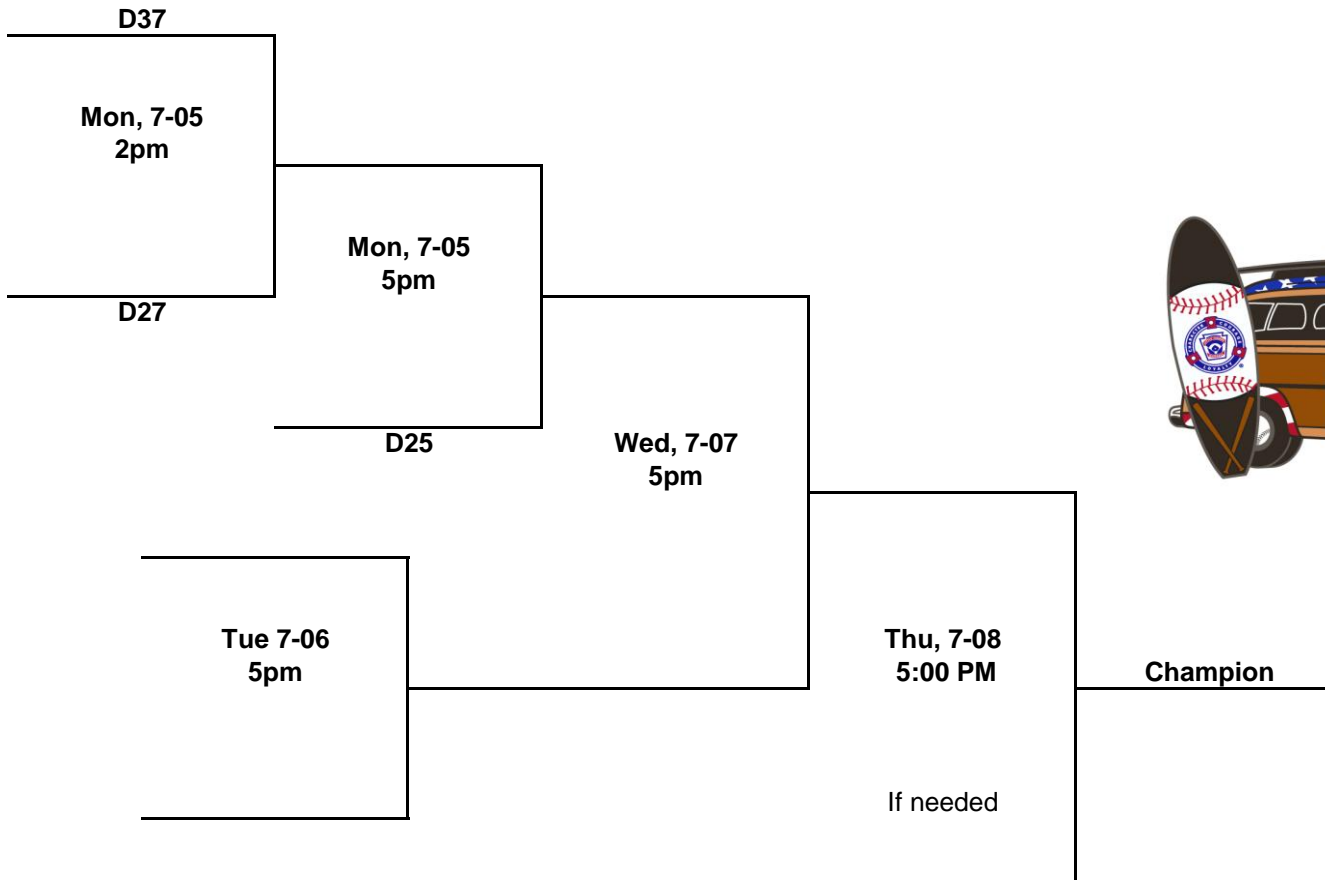 D37
Mon, 7-05
2pm
D27
Mon, 7-05
5pm
D25
Wed, 7-07
5pm
Tue 7-06
5pm
Thu, 7-08
5:00 PM
If needed
Champion